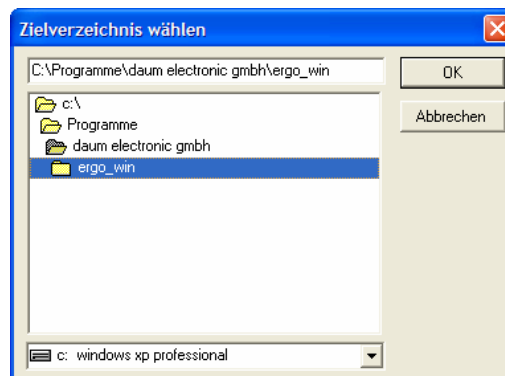 Zielverzeichnis wählen
C:\Programme\daum electronic gmbh\ergo_win
OK
c:\
Abbrechen
Programme
daum electronic gmbh
ergo_win
c: windows xp professional